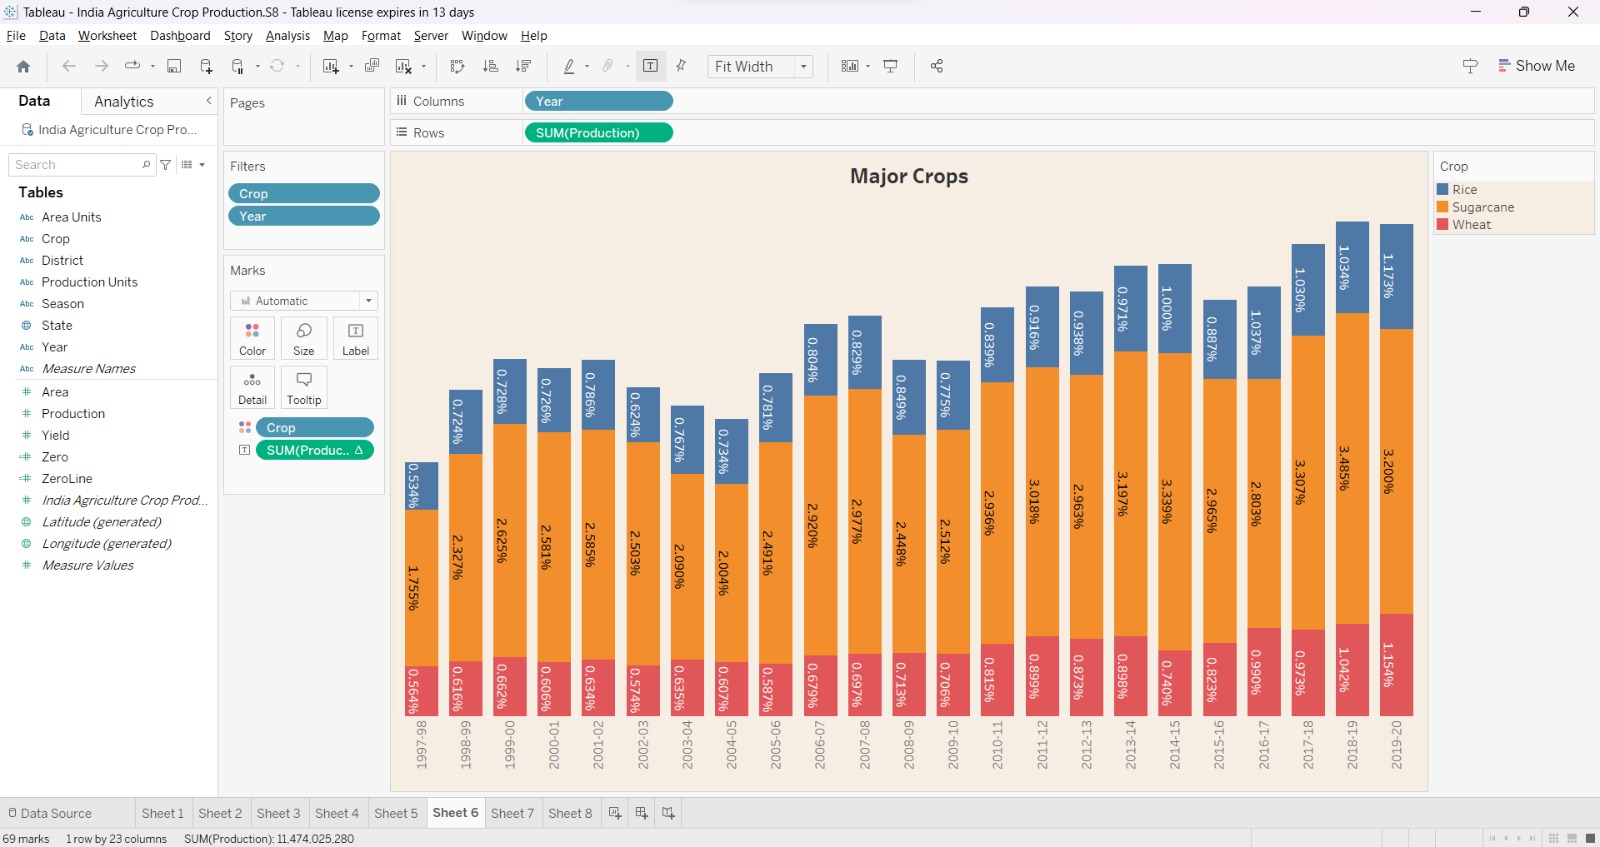 Tableau - India Agriculture Crop Production.S8 - Tableau license expires in 13 days
File Data Worksheet Dashboard Story Analysis Map Format Server Window Help
Fit Width
Show Me
Data Analytics
India Agriculture Crop Pro...
Search
Tables
Abc Area Units
Abc Crop
Abc District
Abc Production Units
Abc Season
State
Abc Year
Abc Measure Names
# Area
# Production
# Yield
=# Zero
=# ZeroLine
# India Agriculture Crop Prod...
Latitude (generated)
Longitude (generated)
# Measure Values
Pages
Filters
Crop
Year
Marks
Automatic
Color Size Label
Detail Tooltip
Crop
SUM(Produc.. Δ
Columns Year
Rows SUM(Production)
Major Crops
0.534% 0.724% 0.728% 0.726% 0.786% 0.624% 0.767% 0.734% 0.781% 0.804% 0.829% 0.849% 0.775% 0.839% 0.916% 0.938% 0.971% 1.000% 0.887% 1.037% 1.030% 1.034% 1.173%
1.755% 2.327% 2.625% 2.581% 2.585% 2.503% 2.090% 2.004% 2.491% 2.920% 2.977% 2.448% 2.512% 2.936% 3.018% 2.963% 3.197% 3.339% 2.965% 2.803% 3.307% 3.485% 3.200%
0.564% 0.616% 0.662% 0.606% 0.634% 0.574% 0.635% 0.607% 0.587% 0.679% 0.697% 0.713% 0.706% 0.815% 0.899% 0.873% 0.898% 0.740% 0.823% 0.990% 0.973% 1.042% 1.154%
1997-98 1998-99 1999-00 2000-01 2001-02 2002-03 2003-04 2004-05 2005-06 2006-07 2007-08 2008-09 2009-10 2010-11 2011-12 2012-13 2013-14 2014-15 2015-16 2016-17 2017-18 2018-19 2019-20
Crop
Rice
Sugarcane
Wheat
Data Source Sheet 1 Sheet 2 Sheet 3 Sheet 4 Sheet 5 Sheet 6 Sheet 7 Sheet 8
69 marks 1 row by 23 columns SUM(Production): 11,474,025,280